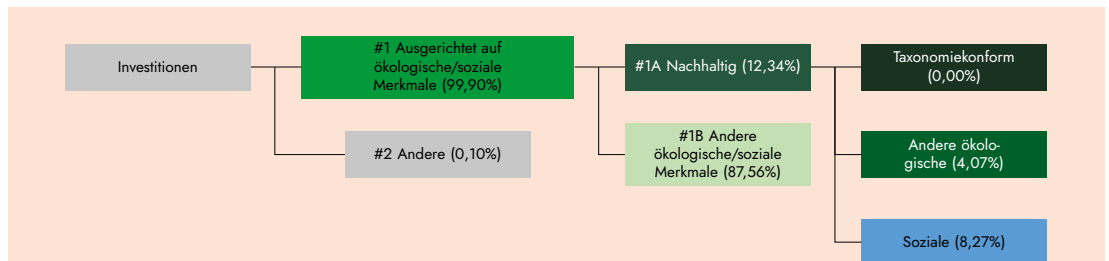 Investitionen
#1 Ausgerichtet auf
ökologische/soziale
Merkmale (99,90%)
#2 Andere (0,10%)
#1A Nachhaltig (12,34%)
#1B Andere
ökologische/soziale
Merkmale (87,56%)
Taxonomiekonform
(0,00%)
Andere ökolo-
gische (4,07%)
Soziale (8,27%)